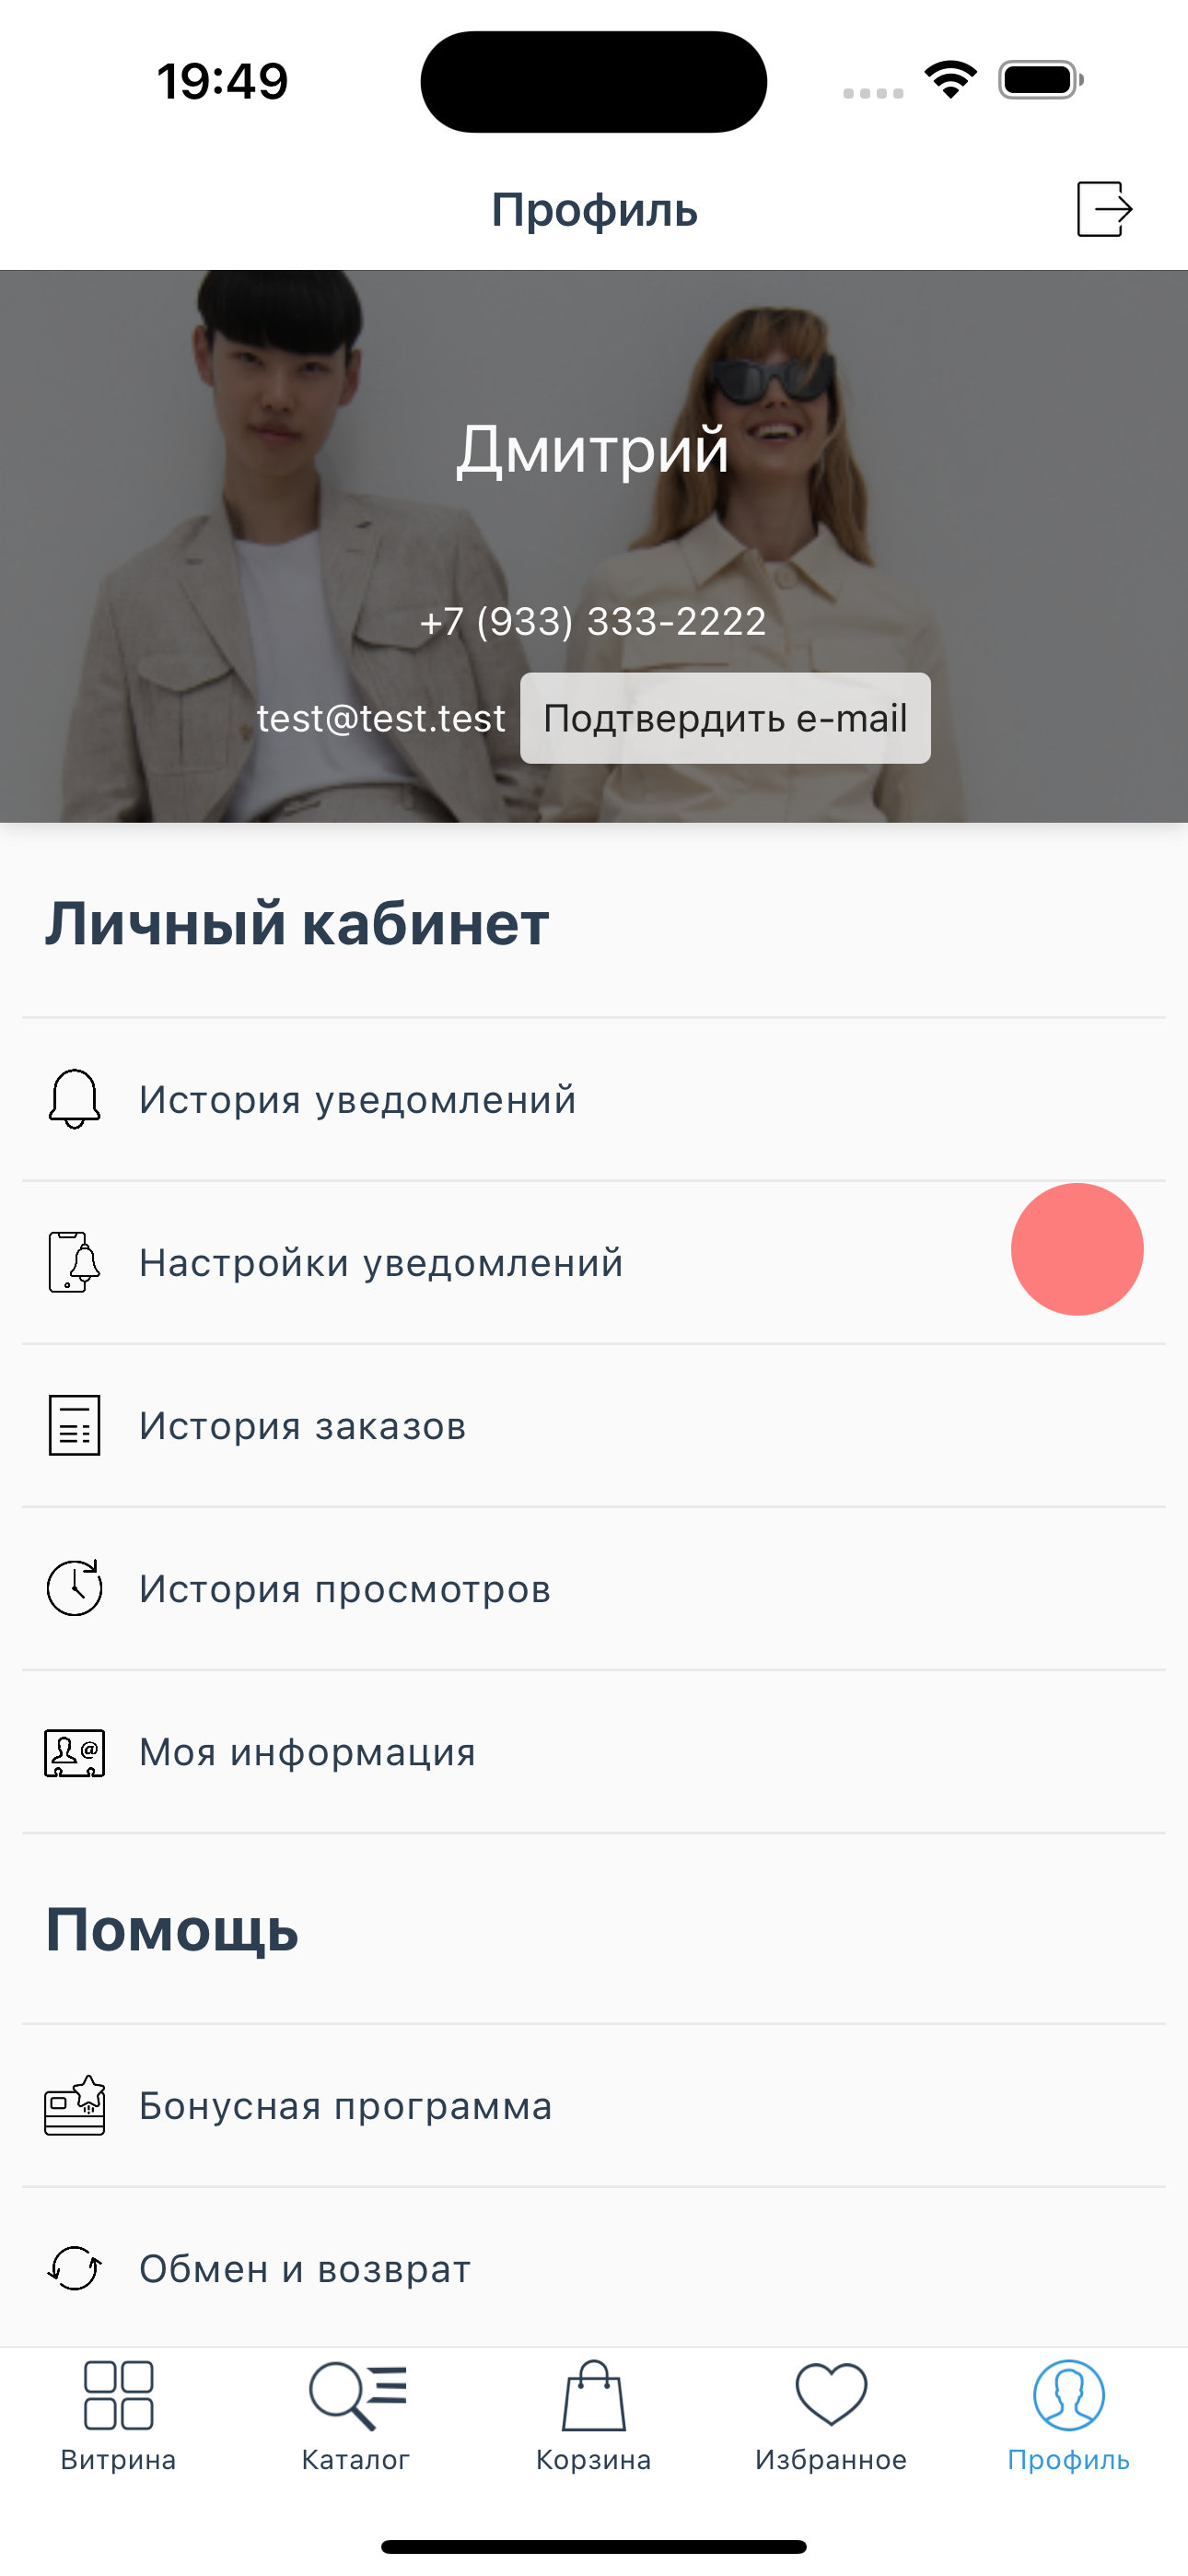 19:49
Профиль
Дмитрий
+7 (933) 333-2222
test@test.test Подтвердить e-mail
Личный кабинет
История уведомлений
Настройки уведомлений
История заказов
История просмотров
Моя информация
Помощь
Бонусная программа
Обмен и возврат
Витрина Каталог Корзина Избранное Профиль